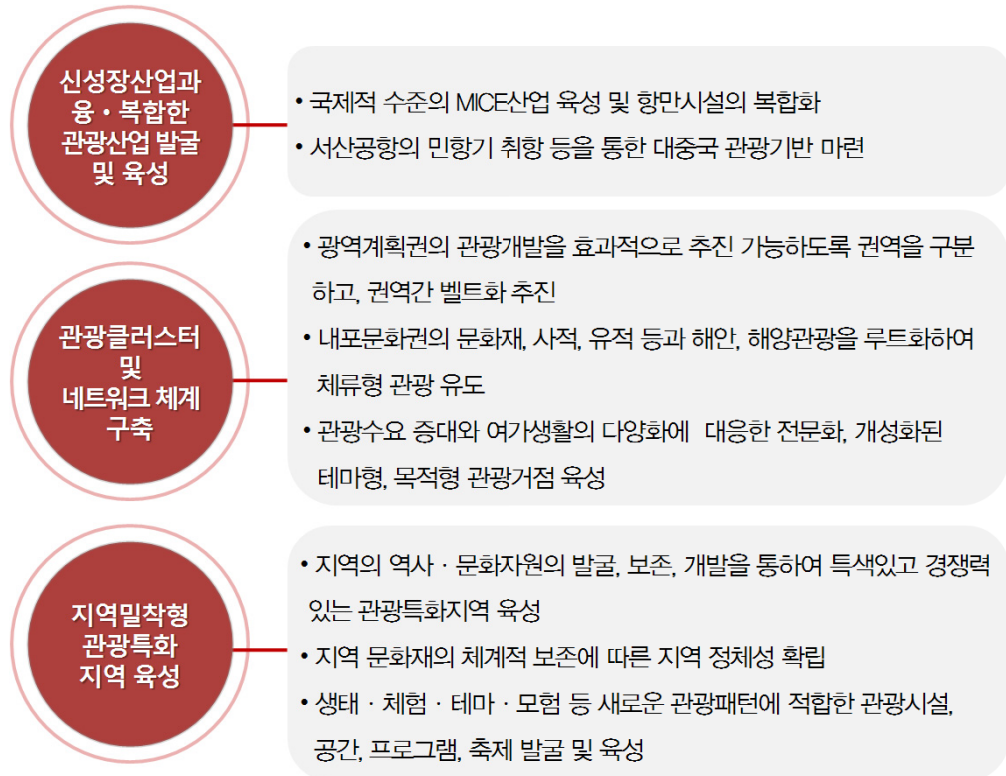 신성장산업과
융·복합한
관광산업 발굴
및 육성
• 국제적 수준의 MICE산업 육성 및 항만시설의 복합화
• 서산공항의 민항기 취항 등을 통한 대중국 관광기반 마련
관광클러스터
및
네트워크 체계
구축
• 광역계획권의 관광개발을 효과적으로 추진 가능하도록 권역을 구분
하고, 권역간 벨트화 추진
• 내포문화권의 문화재, 사적, 유적 등과 해안, 해양관광을 루트화하여
체류형 관광 유도
• 관광수요 증대와 여가생활의 다양화에 대응한 전문화, 개성화된
테마형, 목적형 관광거점 육성
지역밀착형
관광특화
지역 육성
• 지역의 역사·문화자원의 발굴, 보존, 개발을 통하여 특색있고 경쟁력
있는 관광특화지역 육성
• 지역 문화재의 체계적 보존에 따른 지역 정체성 확립
• 생태·체험·테마·모험 등 새로운 관광패턴에 적합한 관광시설,
공간, 프로그램, 축제 발굴 및 육성